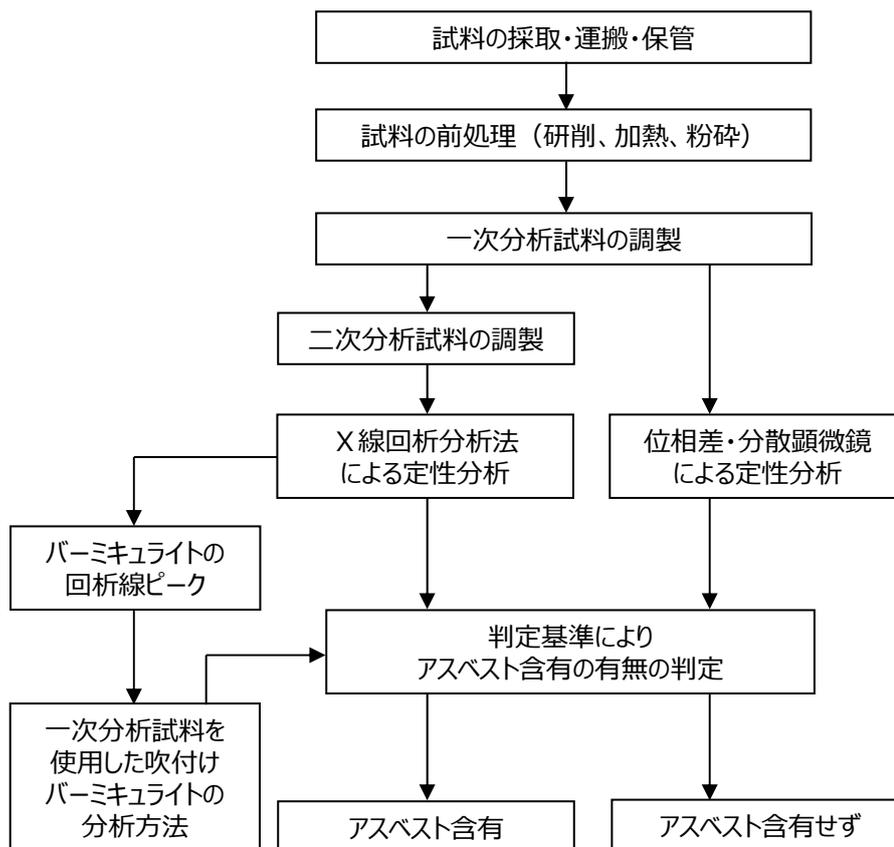 試料の採取・運搬・保管
試料の前処理（研削、加熱、粉砕）
一次分析試料の調製
二次分析試料の調製
X線回析分析法
による定性分析
位相差・分散顕微鏡
による定性分析
バーミキュライトの
回析線ピーク
判定基準により
アスベスト含有の有無の判定
一次分析試料を
使用した吹付け
バーミキュライトの
分析方法
アスベスト含有
アスベスト含有せず